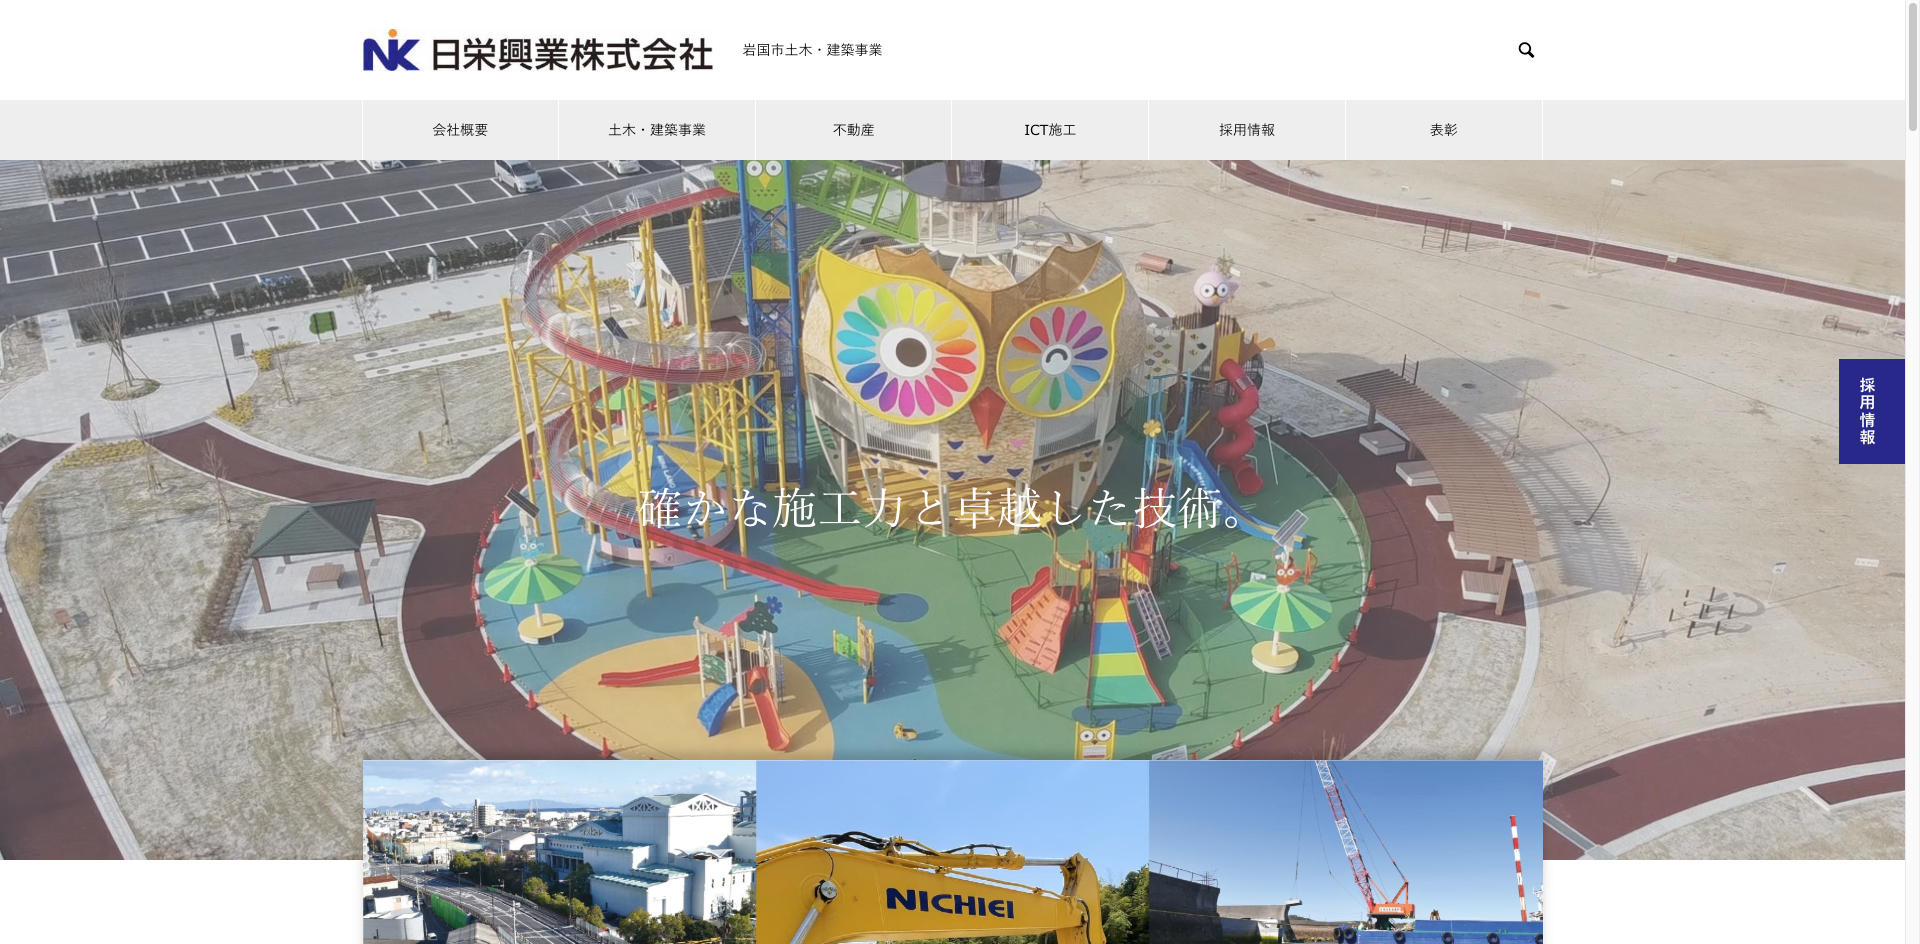 NK 日栄興業株式会社
岩国市土木・建築事業
会社概要
土木・建築事業
不動産
ICT施工
採用情報
表彰
採用情報
確かな施工力と卓越した技術。
NICHIEI